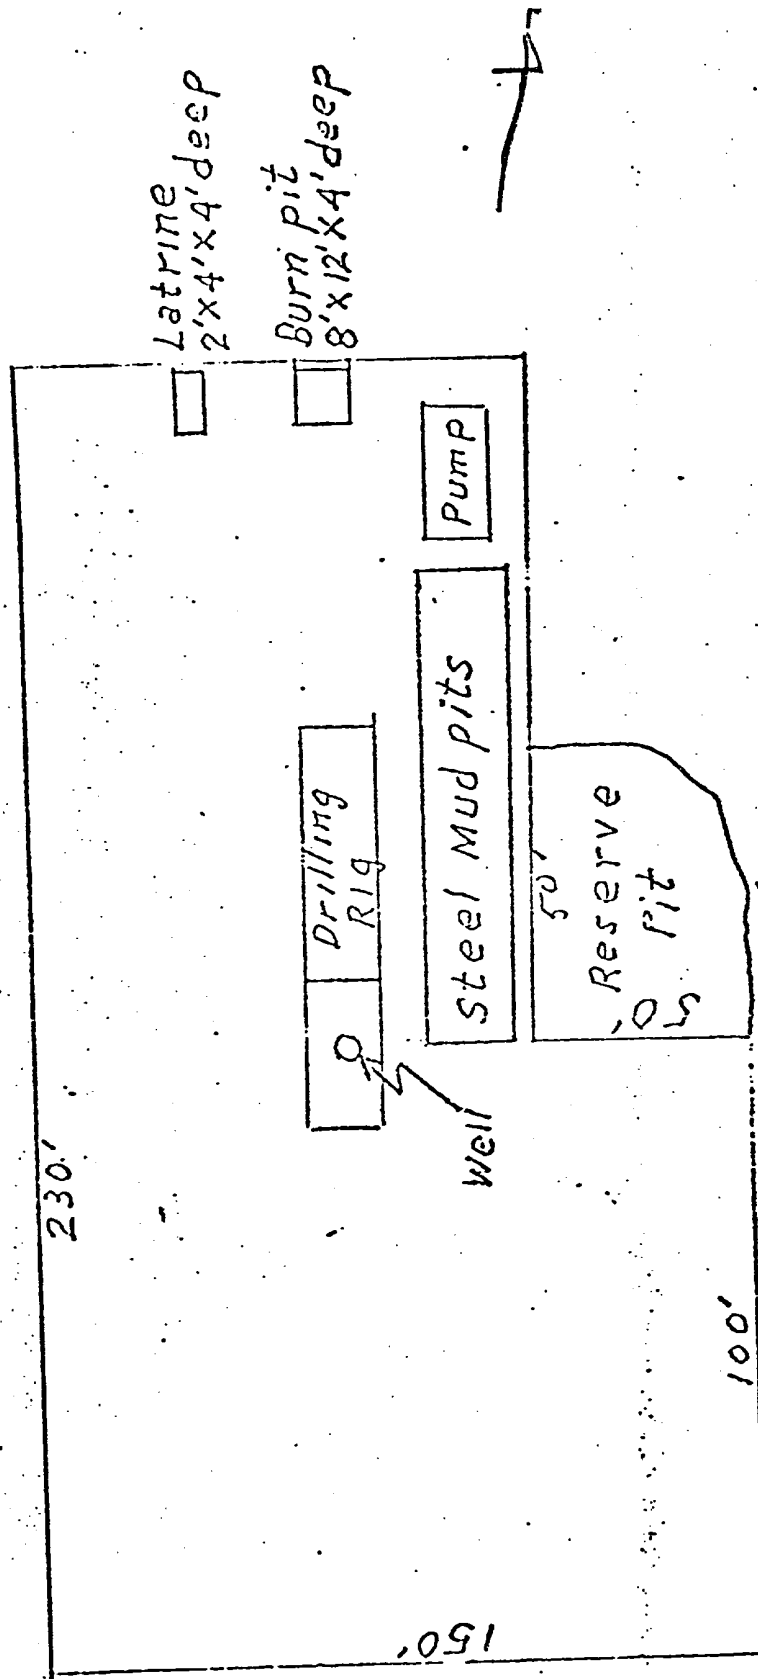 230.'
Latrine
2'x4'x4'deep
Burn pit
8'x12'x4'deep
Drilling
Rig
Well
Pump
Steel Mud pits
50'
Reserve
Pit
50'
150'
100'